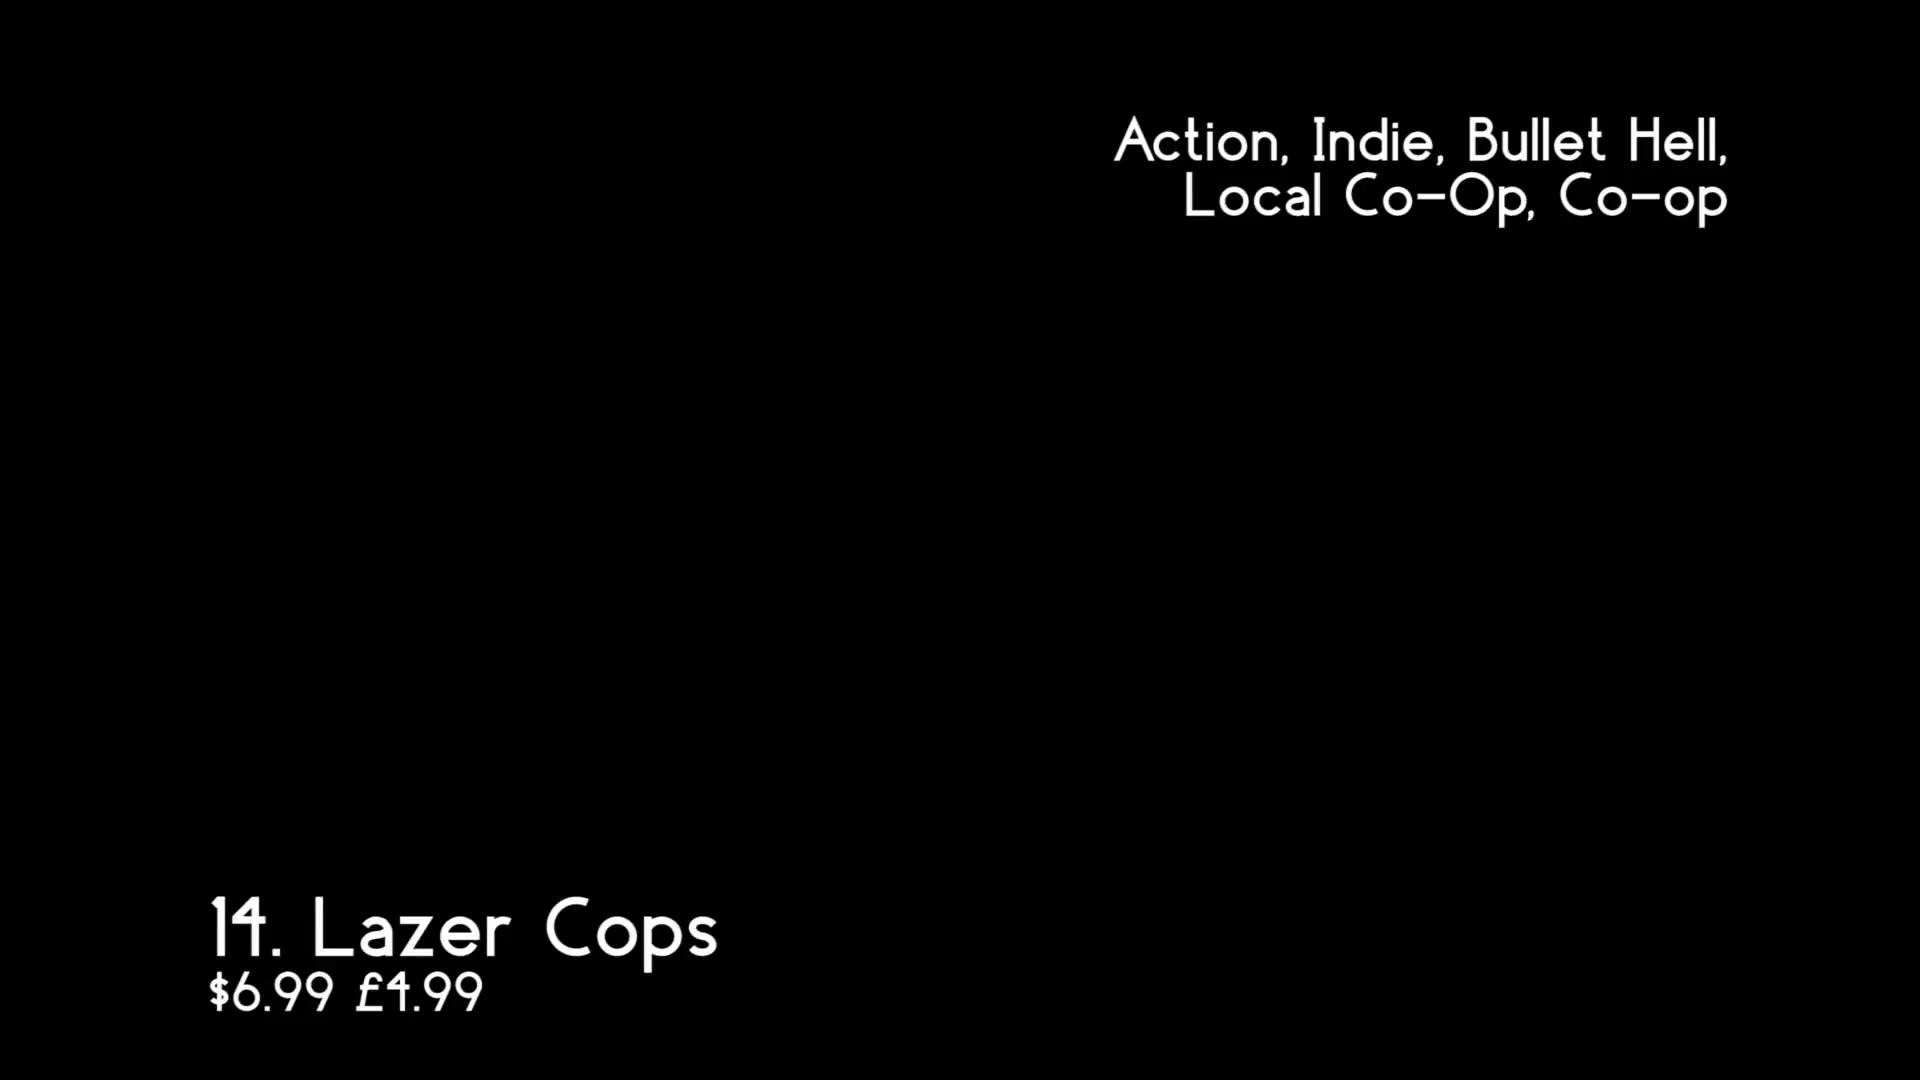 Action, Indie, Bullet Hell,
Local Co-Op, Co-op
14. Lazer Cops
$6.99 £4.99